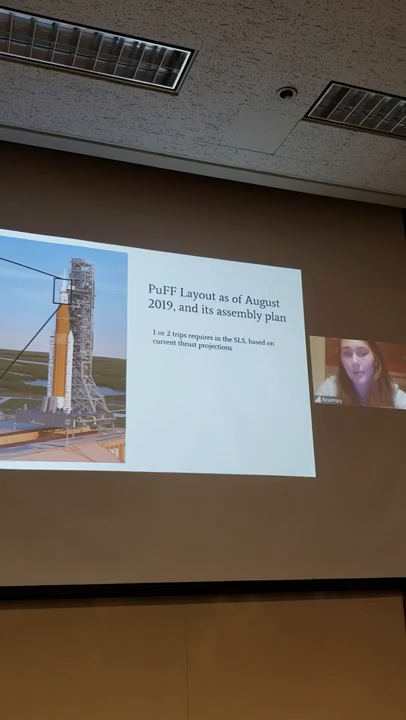 PuFF Layout as of August
2019, and its assembly plan
1 or 2 trips requires in the SLS, based on
current thrust projections
Rosemary